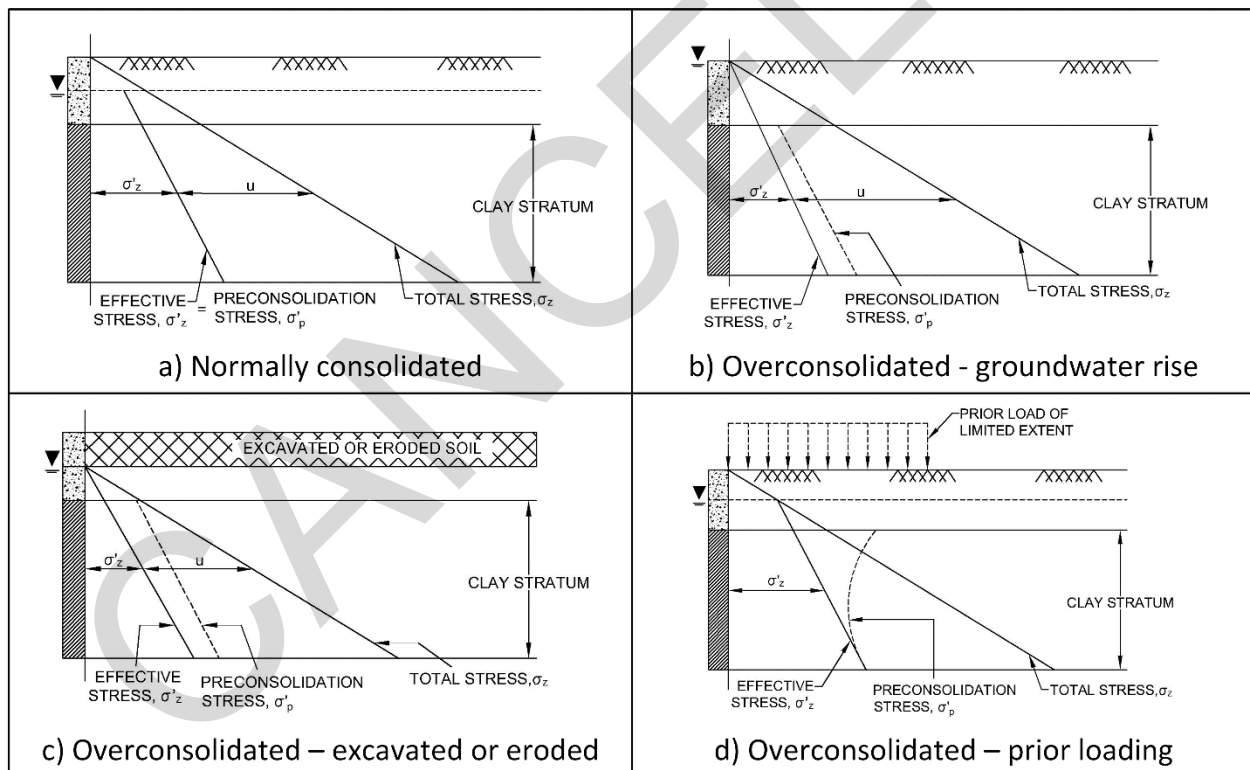 σ'z
u
CLAY STRATUM
EFFECTIVE
STRESS, σ'z
=
PRECONSOLIDATION
STRESS, σ'p
TOTAL STRESS,σz
a) Normally consolidated
σ'z
u
CLAY STRATUM
EFFECTIVE
STRESS, σ'z
PRECONSOLIDATION
STRESS, σ'p
TOTAL STRESS,σz
b) Overconsolidated - groundwater rise
EXCAVATED OR ERODED SOIL
σ'z
u
CLAY STRATUM
EFFECTIVE
STRESS, σ'z
PRECONSOLIDATION
STRESS, σ'p
TOTAL STRESS,σz
c) Overconsolidated – excavated or eroded
PRIOR LOAD OF
LIMITED EXTENT
σ'z
CLAY STRATUM
EFFECTIVE
STRESS, σ'z
PRECONSOLIDATION
STRESS, σ'p
TOTAL STRESS,σz
d) Overconsolidated – prior loading
CANCEL